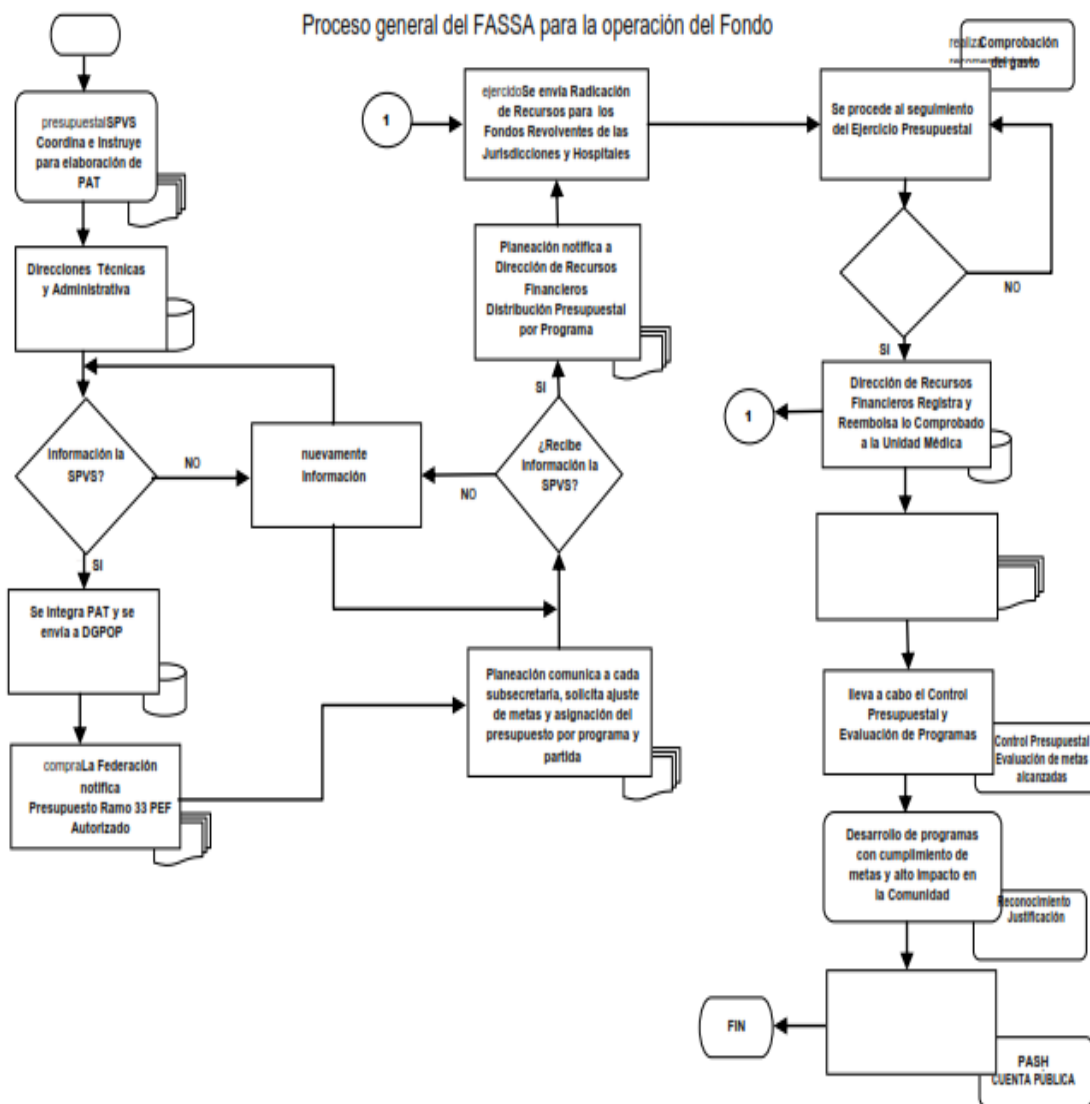 Proceso general del FASSA para la operación del Fondo
presupuestalSPVS
Coordina e Instruye
para elaboración de
PAT
Direcciones Técnicas
y Administrativa
Información la
SPVS?
NO
SI
nuevamente
Información
Se integra PAT y se
envía a DGPOP
compraLa Federación
notifica
Presupuesto Ramo 33 PEF
Autorizado
1
ejercidoSe envía Radicación
de Recursos para los
Fondos Revolventes de las
Jurisdicciones y Hospitales
Planeación notifica a
Dirección de Recursos
Financieros
Distribución Presupuestal
por Programa
SI
¿Recibe
Información la
SPVS?
NO
Planeación comunica a cada
subsecretaría, solicita ajuste
de metas y asignación del
presupuesto por programa y
partida
realiza Comprobación
del gasto
Se procede al seguimiento
del Ejercicio Presupuestal
NO
SI
1
Dirección de Recursos
Financieros Registra y
Reembolsa lo Comprobado
a la Unidad Médica
lleva a cabo el Control
Presupuestal y
Evaluación de Programas
Control Presupuestal
Evaluación de metas
alcanzadas
Desarrollo de programas
con cumplimiento de
metas y alto impacto en
la Comunidad
Reconocimiento
Justificación
FIN
PASH
CUENTA PÚBLICA